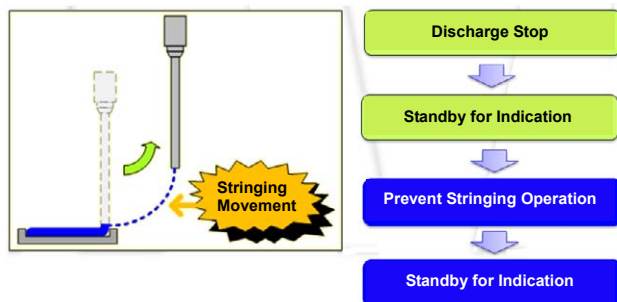 Stringing
Movement
Discharge Stop
Standby for Indication
Prevent Stringing Operation
Standby for Indication